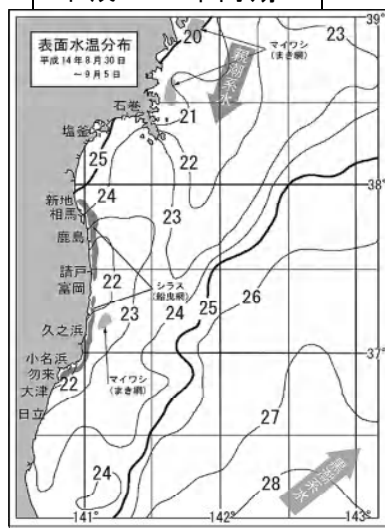 表面水温分布
平成14年8月30日
～9月5日
20
マイワシ
(まき網)
23
39°
親潮系水
石巻
21
塩釜
22
25
24
38°
新地
相馬
23
鹿島
請戸
22
シラス
(船曳網)
富岡
23
24
25
26
久之浜
37°
小名浜
勿来
22
マイワシ
(まき網)
大津
日立
27
24
28
黒潮系水
141°
142°
143°